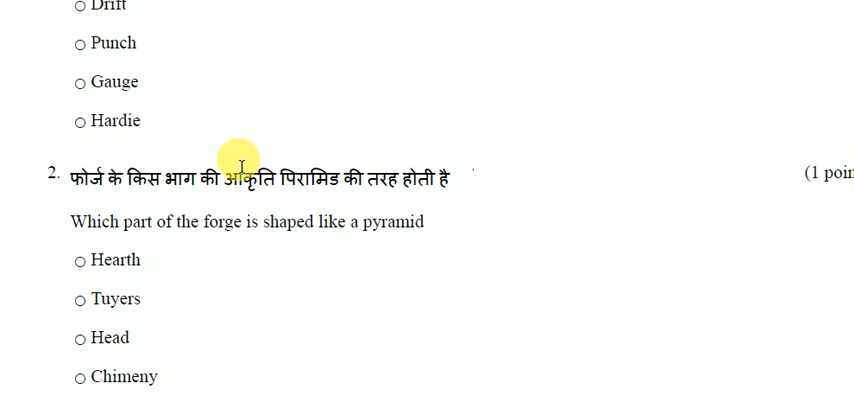 Drift
Punch
Gauge
Hardie
2. फोर्ज के किस भाग की आकृति पिरामिड की तरह होती है (1 poin
Which part of the forge is shaped like a pyramid
Hearth
Tuyers
Head
Chimeny